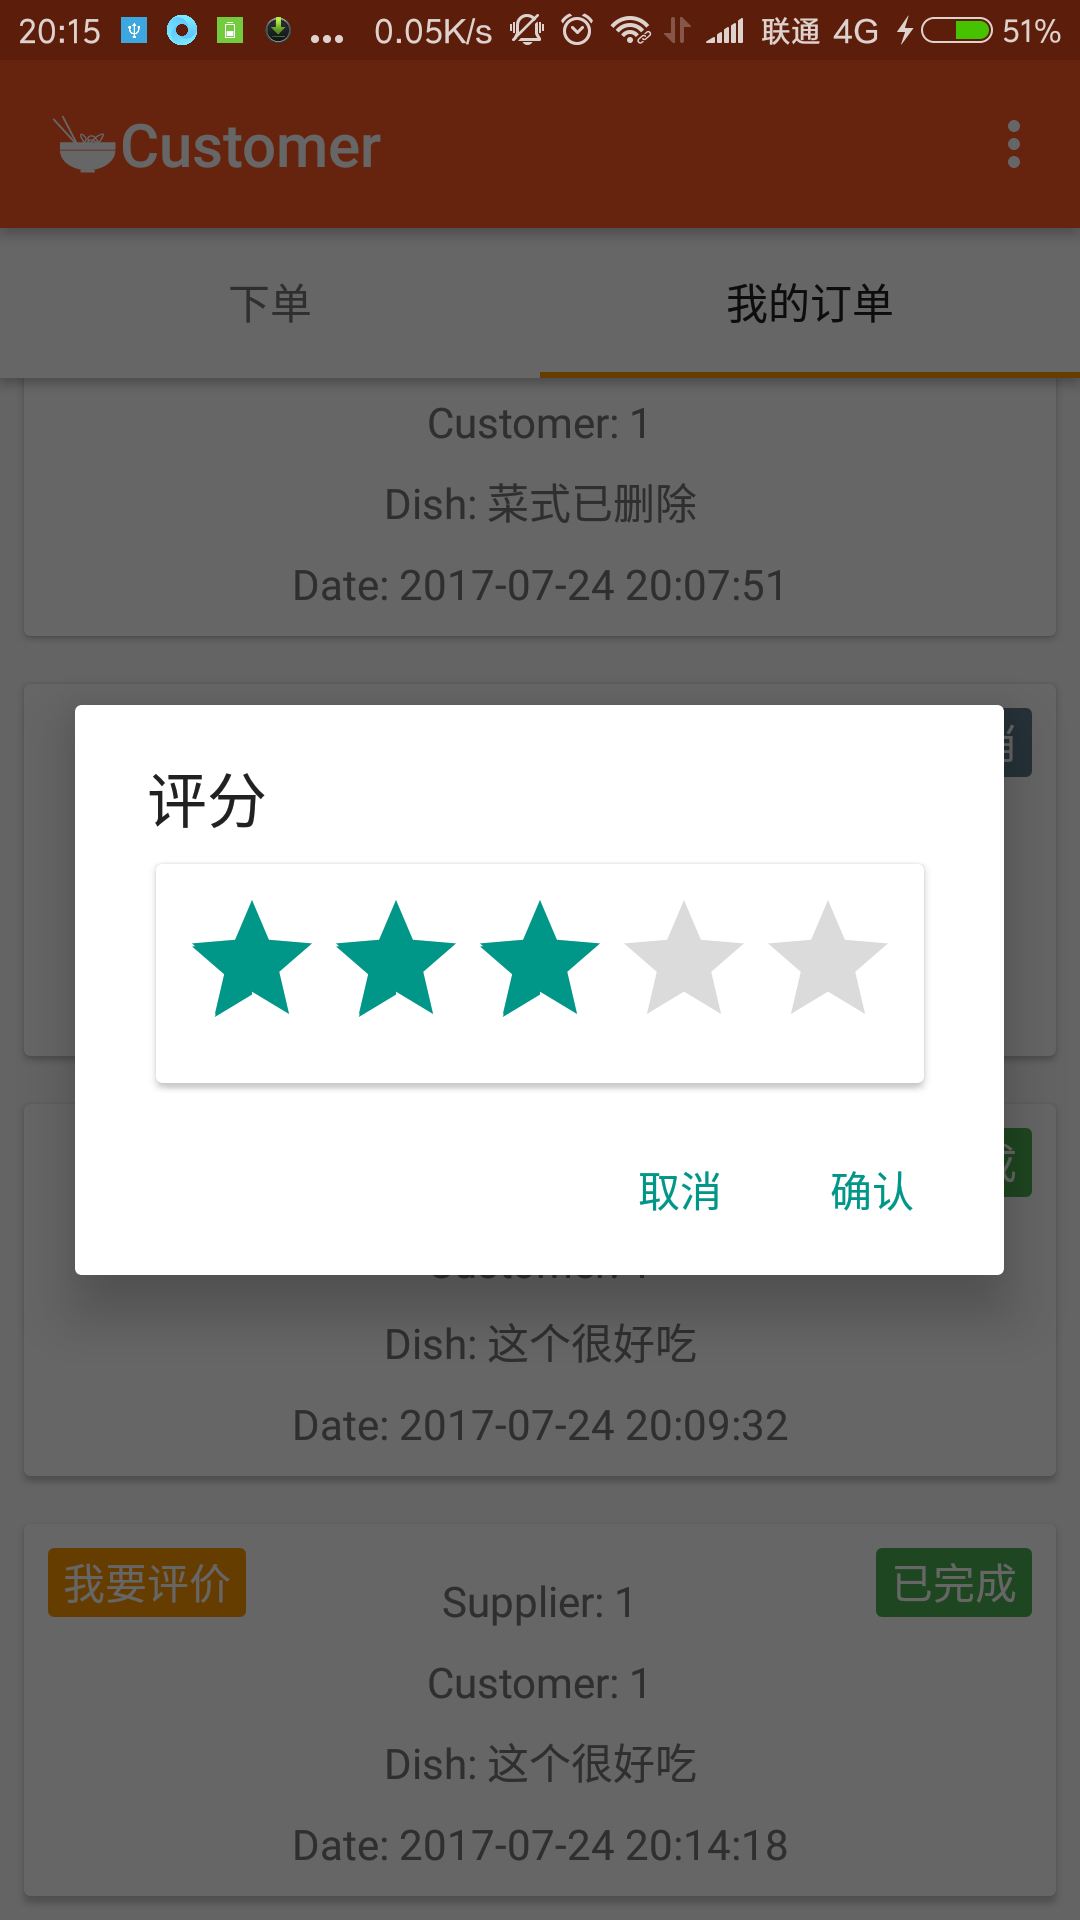 20:15 ... 0.05K/s 联通 4G 51%
Customer
下单 我的订单
Customer: 1
Dish: 菜式已删除
Date: 2017-07-24 20:07:51
评分
取消 确认
Dish: 这个很好吃
Date: 2017-07-24 20:09:32
我要评价 已完成
Supplier: 1
Customer: 1
Dish: 这个很好吃
Date: 2017-07-24 20:14:18